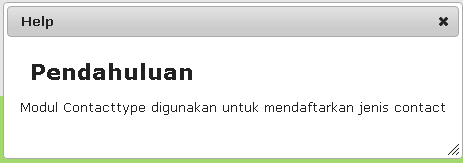 Help
Pendahuluan
Modul Contacttype digunakan untuk mendaftarkan jenis contact